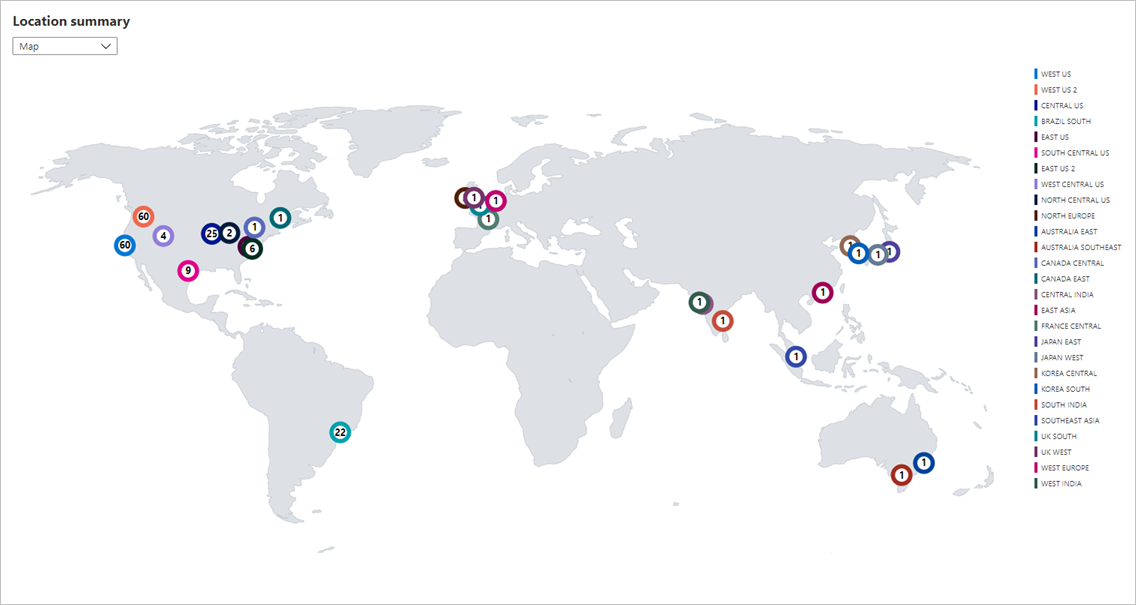 Location summary
Map
WEST US
WEST US 2
CENTRAL US
BRAZIL SOUTH
EAST US
SOUTH CENTRAL US
EAST US 2
WEST CENTRAL US
NORTH CENTRAL US
NORTH EUROPE
AUSTRALIA EAST
AUSTRALIA SOUTHEAST
CANADA CENTRAL
CANADA EAST
CENTRAL INDIA
EAST ASIA
FRANCE CENTRAL
JAPAN EAST
JAPAN WEST
KOREA CENTRAL
KOREA SOUTH
SOUTH INDIA
SOUTHEAST ASIA
UK SOUTH
UK WEST
WEST EUROPE
WEST INDIA
1
1
60
1
1
1
4
25
2
60
6
1
1
1
1
9
1
1
1
1
22
1
1